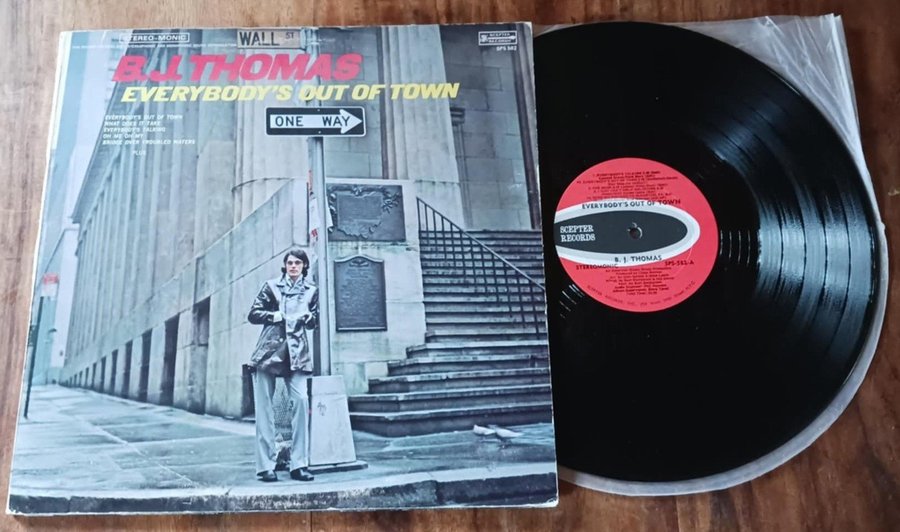 STEREO-MONIC
WALL ST
SCEPTER
RECORDS
SPS 582
B.J. THOMAS
EVERYBODY'S OUT OF TOWN
EVERYBODY'S OUT OF TOWN
WHAT DOES IT TAKE
EVERYBODY'S TALKING
OH ME OH MY
BRIDGE OVER TROUBLED WATERS
PLUS
ONE WAY
EVERYBODY'S OUT OF TOWN
SCEPTER
RECORDS
B. J. THOMAS
STEREOMONIC
SPS-582-A